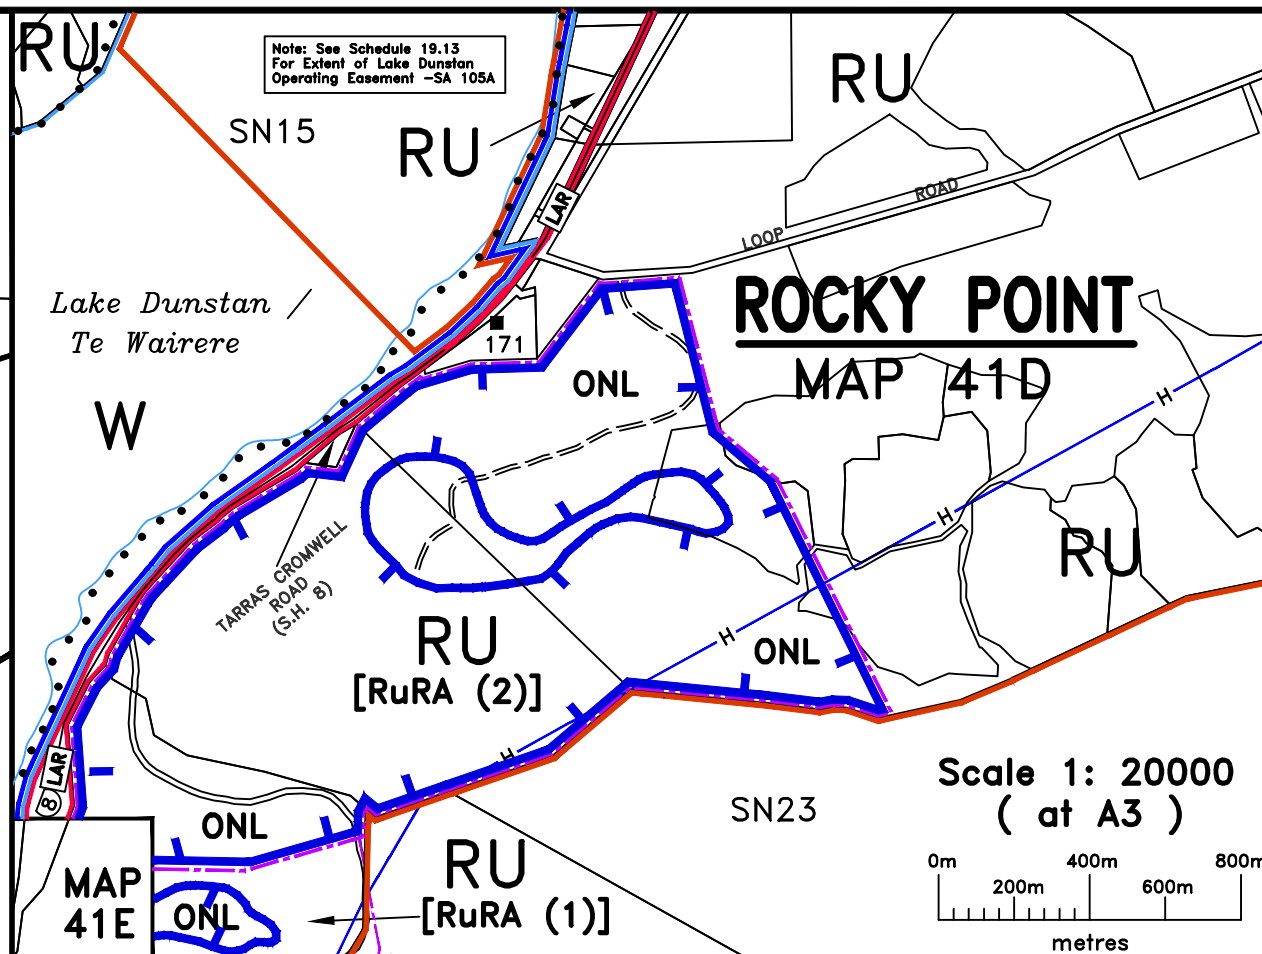 RU
Note: See Schedule 19.13
For Extent of Lake Dunstan
Operating Easement -SA 105A
SN15
RU
RU
LAR
LOOP ROAD
Lake Dunstan /
Te Wairere
W
171
ONL
ROCKY POINT
MAP 41D
H
H
RU
TARRAS CROMWELL
ROAD
(S.H. 8)
RU
[RuRA (2)]
H
ONL
H
LAR
8
SN23
Scale 1: 20000
( at A3 )
0m 400m 800m
200m 600m
metres
ONL
MAP
41E
ONL
RU
[RuRA (1)]